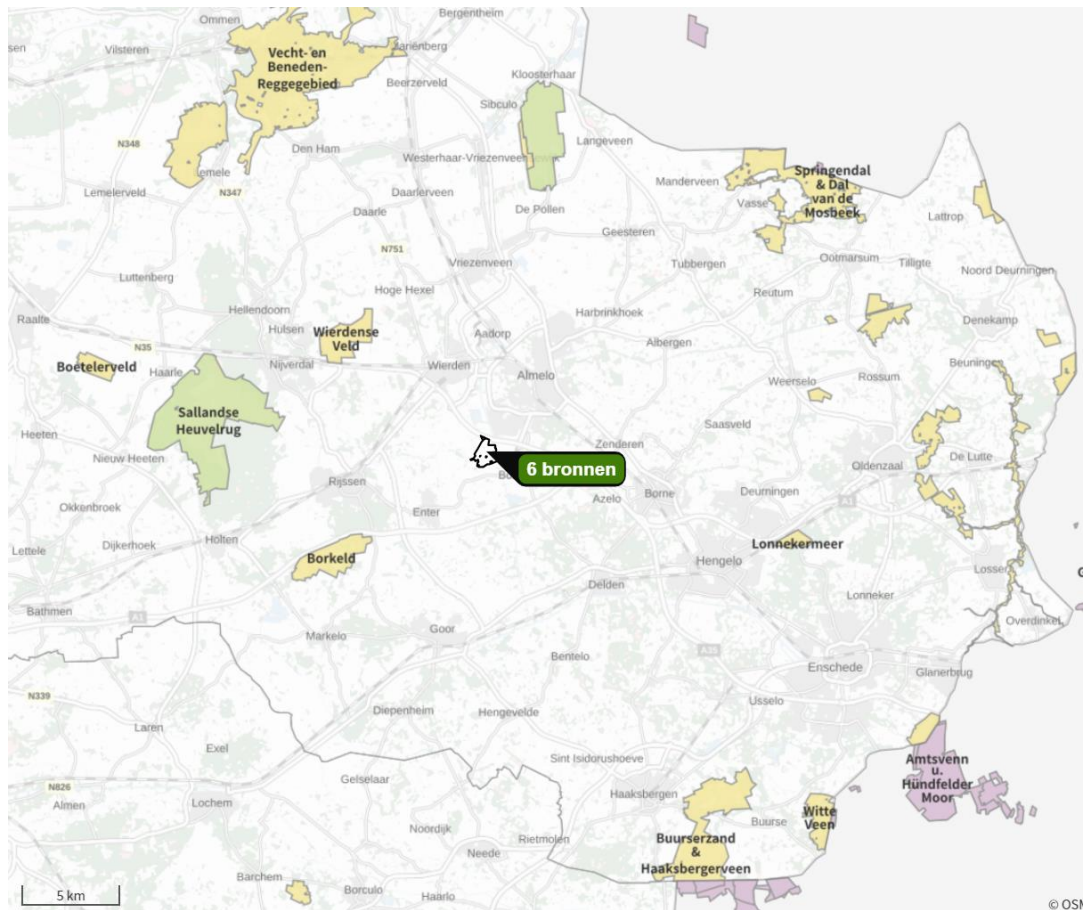 Ommen
Bergentheim
Vilsteren
Vecht- en
Beneden-
Reggegebied
Mariënberg
Beerzerveld
Kloosterhaar
Sibculo
N348
Den Ham
Langeveen
Westerhaar-Vriezenveensewijk
Lemelerveld
N347
Daarlerveen
Manderveen
Springendal
& Dal
van de
Mosbeek
Daarle
De Pollen
Vasse
Lattrop
Geesteren
N751
Vriezenveen
Tubbergen
Ootmarsum
Tilligte
Noord Deurningen
Luttenberg
Hoge Hexel
Reutum
Raalte
Hellendoorn
Hulsen
Wierdense
Veld
Aadorp
Harbrinkhoek
Denekamp
N35
Albergen
Boetelerveld
Haarle
Nijverdal
Wierden
Almelo
Weerselo
Rossum
Beuningen
Sallandse
Heuvelrug
Saasveld
Heeten
Nieuw Heeten
Zenderen
6 bronnen
De Lutte
Oldenzaal
Rijssen
Azelo
Borne
Deurningen
A1
Okkenbroek
Enter
Lettele
Dijkerhoek
Holten
Borkeld
Lonnekermeer
Hengelo
Delden
Lonneker
Bathmen
A1
Markelo
Goor
Overdinkel
Bentelo
A35
Enschede
Glanerbrug
N339
Usselo
Diepenheim
Hengevelde
Laren
Exel
Sint Isidorushoeve
Amtsvenn
u.
Hündfelder
Moor
Gelselaar
N826
Almen
Lochem
Haaksbergen
Witte
Veen
Buurse
Noordijk
Rietmolen
Buurserzand
&
Haaksbergerveen
Neede
Barchem
Borculo
Haarlo
5 km